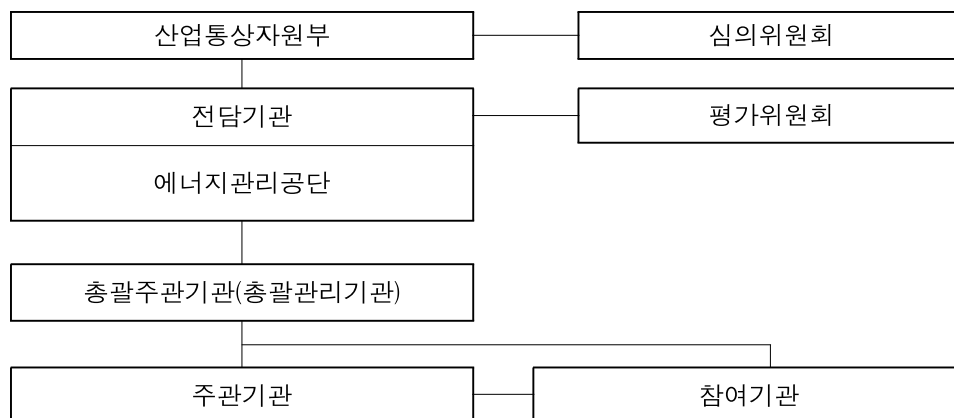 산업통상자원부
심의위원회
전담기관
평가위원회
에너지관리공단
총괄주관기관(총괄관리기관)
주관기관
참여기관